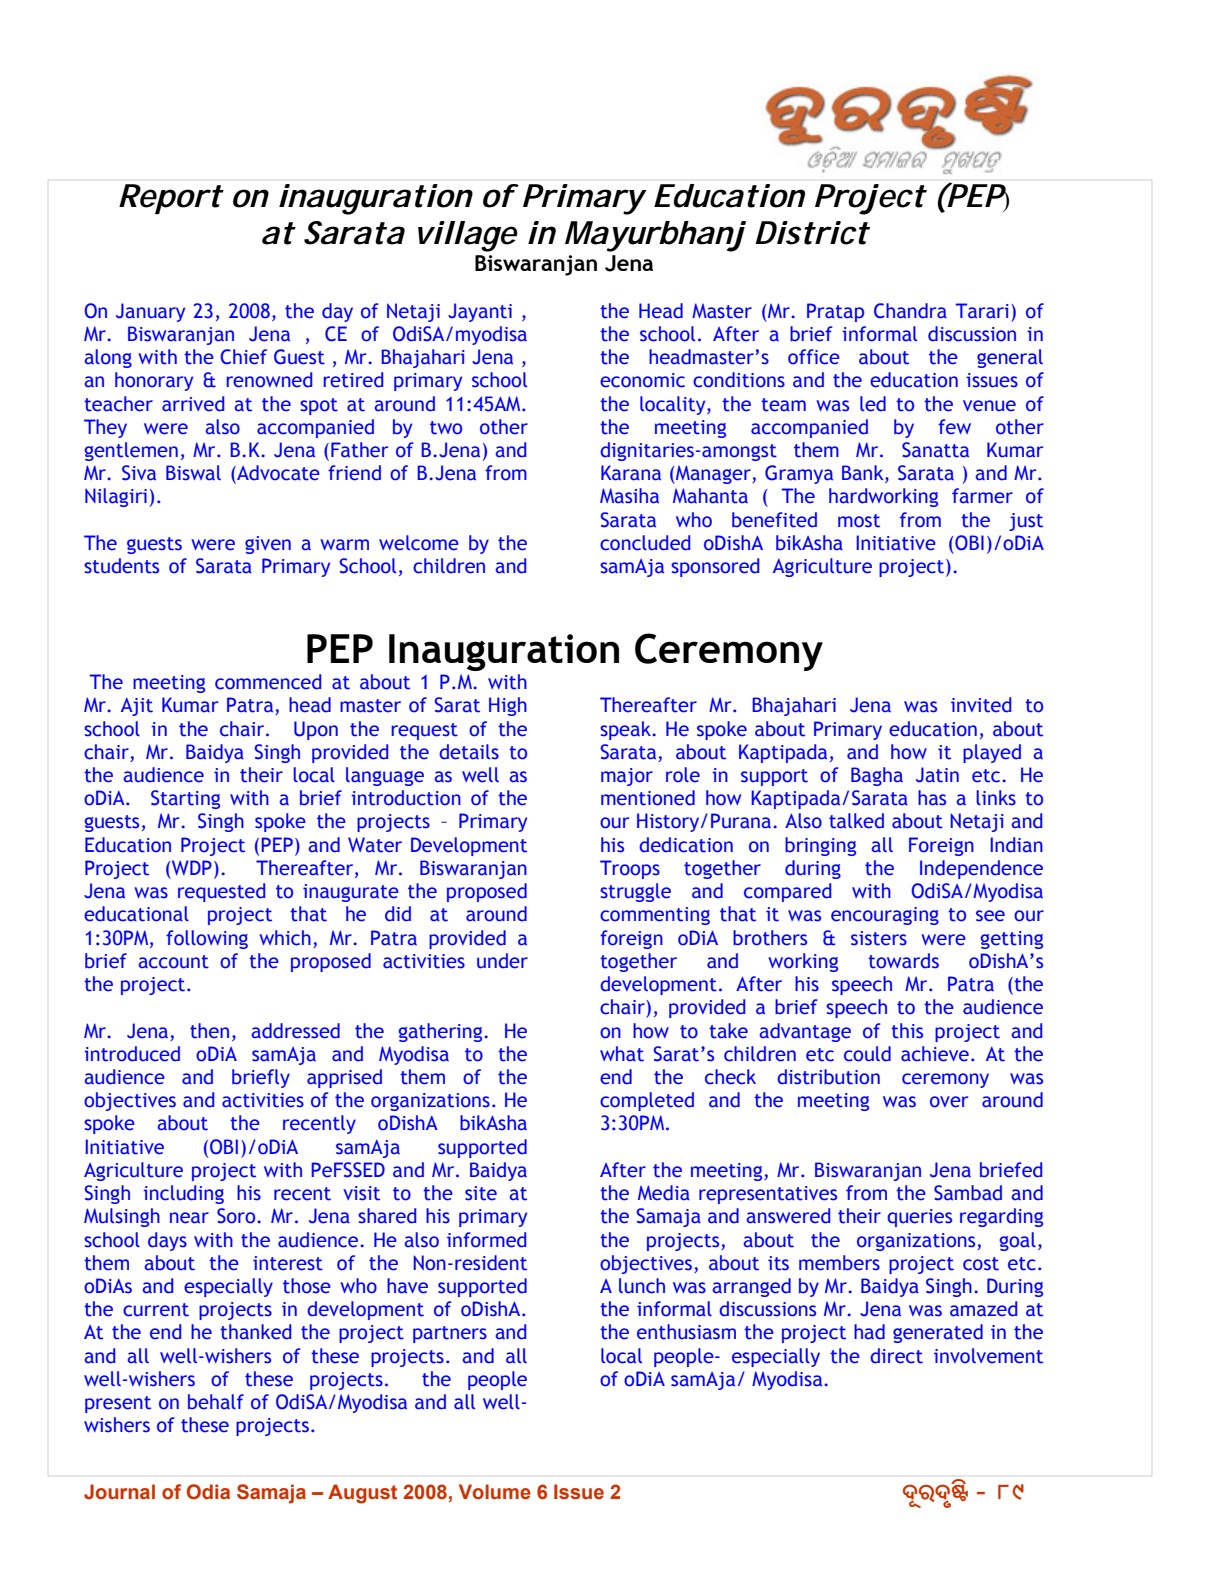 ଦୂରଦୃଷ୍ଟି
ଓଡ଼ିଆ ସମାଜର ମୁଖପତ୍ର
Report on inauguration of Primary Education Project (PEP)
at Sarata village in Mayurbhanj District
Biswaranjan Jena
On January 23, 2008, the day of Netaji Jayanti ,
Mr. Biswaranjan Jena , CE of OdiSA/myodisa
along with the Chief Guest , Mr. Bhajahari Jena ,
an honorary & renowned retired primary school
teacher arrived at the spot at around 11:45AM.
They were also accompanied by two other
gentlemen, Mr. B.K. Jena (Father of B.Jena) and
Mr. Siva Biswal (Advocate friend of B.Jena from
Nilagiri).
The guests were given a warm welcome by the
students of Sarata Primary School, children and
the Head Master (Mr. Pratap Chandra Tarari) of
the school. After a brief informal discussion in
the headmaster’s office about the general
economic conditions and the education issues of
the locality, the team was led to the venue of
the meeting accompanied by few other
dignitaries-amongst them Mr. Sanatta Kumar
Karana (Manager, Gramya Bank, Sarata ) and Mr.
Masiha Mahanta ( The hardworking farmer of
Sarata who benefited most from the just
concluded oDishA bikAsha Initiative (OBI)/oDiA
samAja sponsored Agriculture project).
PEP Inauguration Ceremony
The meeting commenced at about 1 P.M. with
Mr. Ajit Kumar Patra, head master of Sarat High
school in the chair. Upon the request of the
chair, Mr. Baidya Singh provided the details to
the audience in their local language as well as
oDiA. Starting with a brief introduction of the
guests, Mr. Singh spoke the projects – Primary
Education Project (PEP) and Water Development
Project (WDP). Thereafter, Mr. Biswaranjan
Jena was requested to inaugurate the proposed
educational project that he did at around
1:30PM, following which, Mr. Patra provided a
brief account of the proposed activities under
the project.
Mr. Jena, then, addressed the gathering. He
introduced oDiA samAja and Myodisa to the
audience and briefly apprised them of the
objectives and activities of the organizations. He
spoke about the recently oDishA bikAsha
Initiative (OBI)/oDiA samAja supported
Agriculture project with PeFSSED and Mr. Baidya
Singh including his recent visit to the site at
Mulsingh near Soro. Mr. Jena shared his primary
school days with the audience. He also informed
them about the interest of the Non-resident
oDiAs and especially those who have supported
the current projects in development of oDishA.
At the end he thanked the project partners and
and all well-wishers of these projects. and all
well-wishers of these projects. the people
present on behalf of OdiSA/Myodisa and all well-
wishers of these projects.
Thereafter Mr. Bhajahari Jena was invited to
speak. He spoke about Primary education, about
Sarata, about Kaptipada, and how it played a
major role in support of Bagha Jatin etc. He
mentioned how Kaptipada/Sarata has a links to
our History/Purana. Also talked about Netaji and
his dedication on bringing all Foreign Indian
Troops together during the Independence
struggle and compared with OdiSA/Myodisa
commenting that it was encouraging to see our
foreign oDiA brothers & sisters were getting
together and working towards oDishA’s
development. After his speech Mr. Patra (the
chair), provided a brief speech to the audience
on how to take advantage of this project and
what Sarat’s children etc could achieve. At the
end the check distribution ceremony was
completed and the meeting was over around
3:30PM.
After the meeting, Mr. Biswaranjan Jena briefed
the Media representatives from the Sambad and
the Samaja and answered their queries regarding
the projects, about the organizations, goal,
objectives, about its members project cost etc.
A lunch was arranged by Mr. Baidya Singh. During
the informal discussions Mr. Jena was amazed at
the enthusiasm the project had generated in the
local people- especially the direct involvement
of oDiA samAja/ Myodisa.
Journal of Odia Samaja – August 2008, Volume 6 Issue 2
ଦୂରଦୃଷ୍ଟି - ୮୯